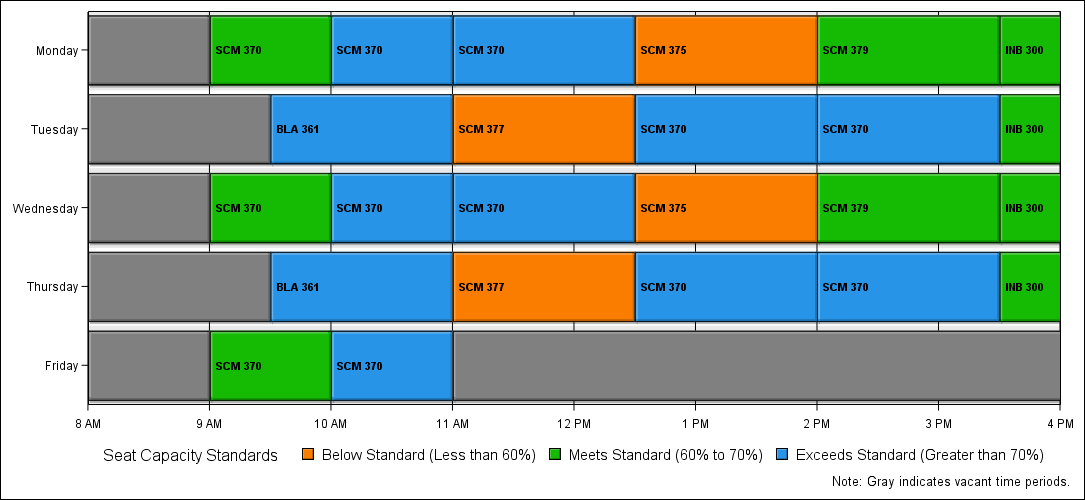 Monday SCM 370 SCM 370 SCM 370 SCM 375 SCM 379 INB 300
Tuesday BLA 361 SCM 377 SCM 370 SCM 370 INB 300
Wednesday SCM 370 SCM 370 SCM 370 SCM 375 SCM 379 INB 300
Thursday BLA 361 SCM 377 SCM 370 SCM 370 INB 300
Friday SCM 370 SCM 370
8 AM 9 AM 10 AM 11 AM 12 PM 1 PM 2 PM 3 PM 4 PM
Seat Capacity Standards Below Standard (Less than 60%) Meets Standard (60% to 70%) Exceeds Standard (Greater than 70%)
Note: Gray indicates vacant time periods.